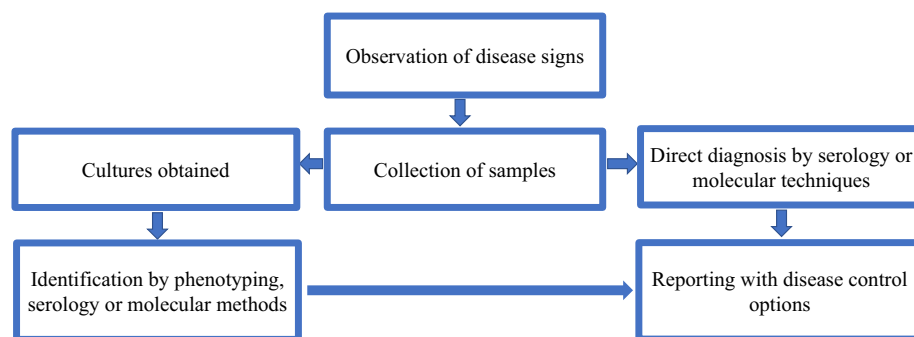 Observation of disease signs
Cultures obtained
Collection of samples
Direct diagnosis by serology or
molecular techniques
Identification by phenotyping,
serology or molecular methods
Reporting with disease control
options